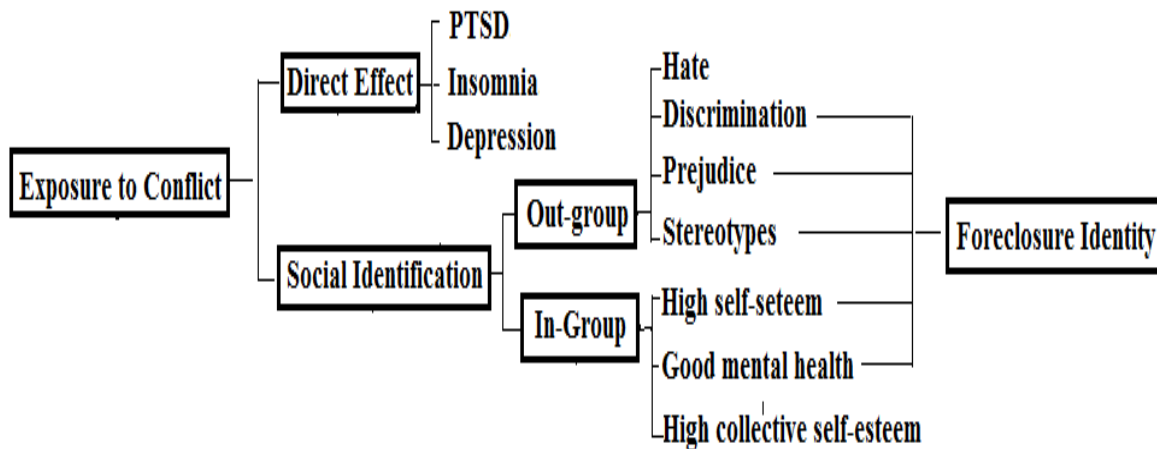 PTSD
Direct Effect
Insomnia
Depression
Exposure to Conflict
Social Identification
Out-group
Hate
Discrimination
Prejudice
Stereotypes
In-Group
High self-seteem
Good mental health
High collective self-esteem
Foreclosure Identity